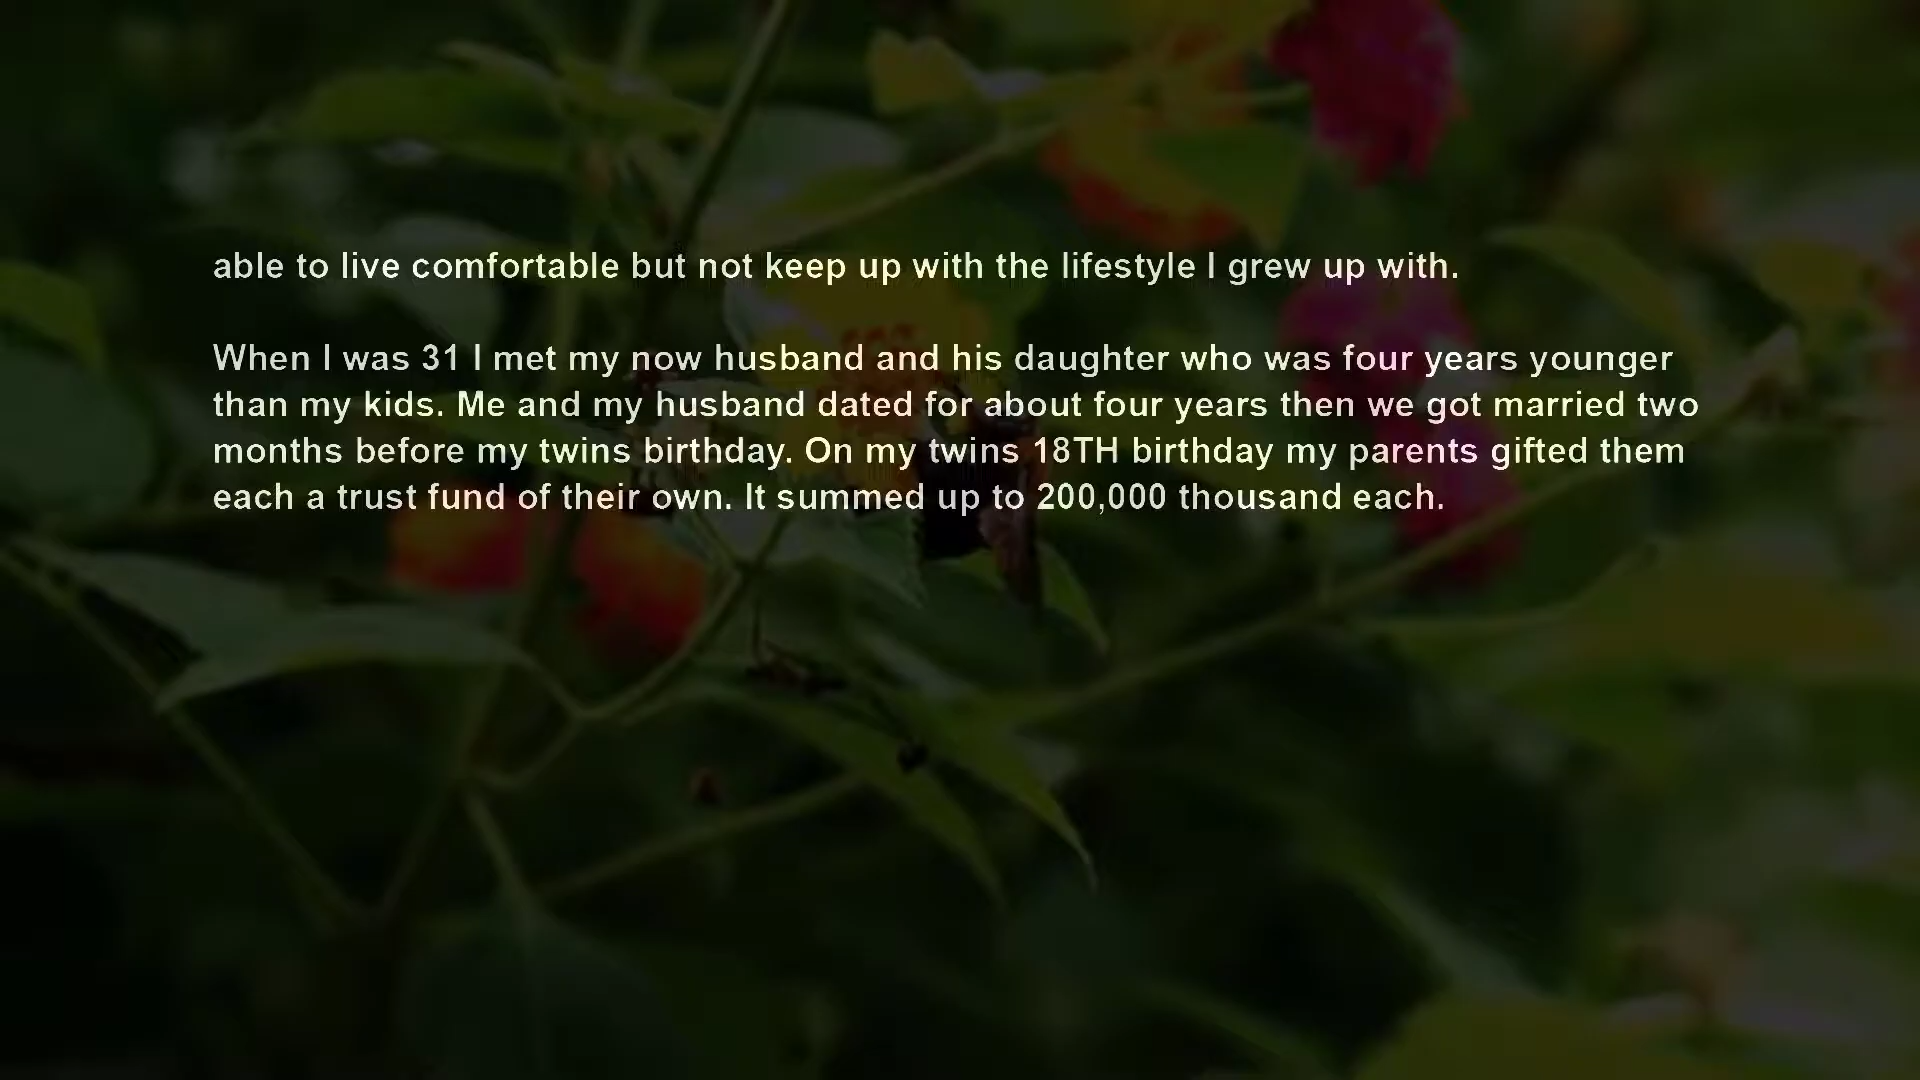 able to live comfortable but not keep up with the lifestyle I grew up with.
When I was 31 I met my now husband and his daughter who was four years younger
than my kids. Me and my husband dated for about four years then we got married two
months before my twins birthday. On my twins 18TH birthday my parents gifted them
each a trust fund of their own. It summed up to 200,000 thousand each.